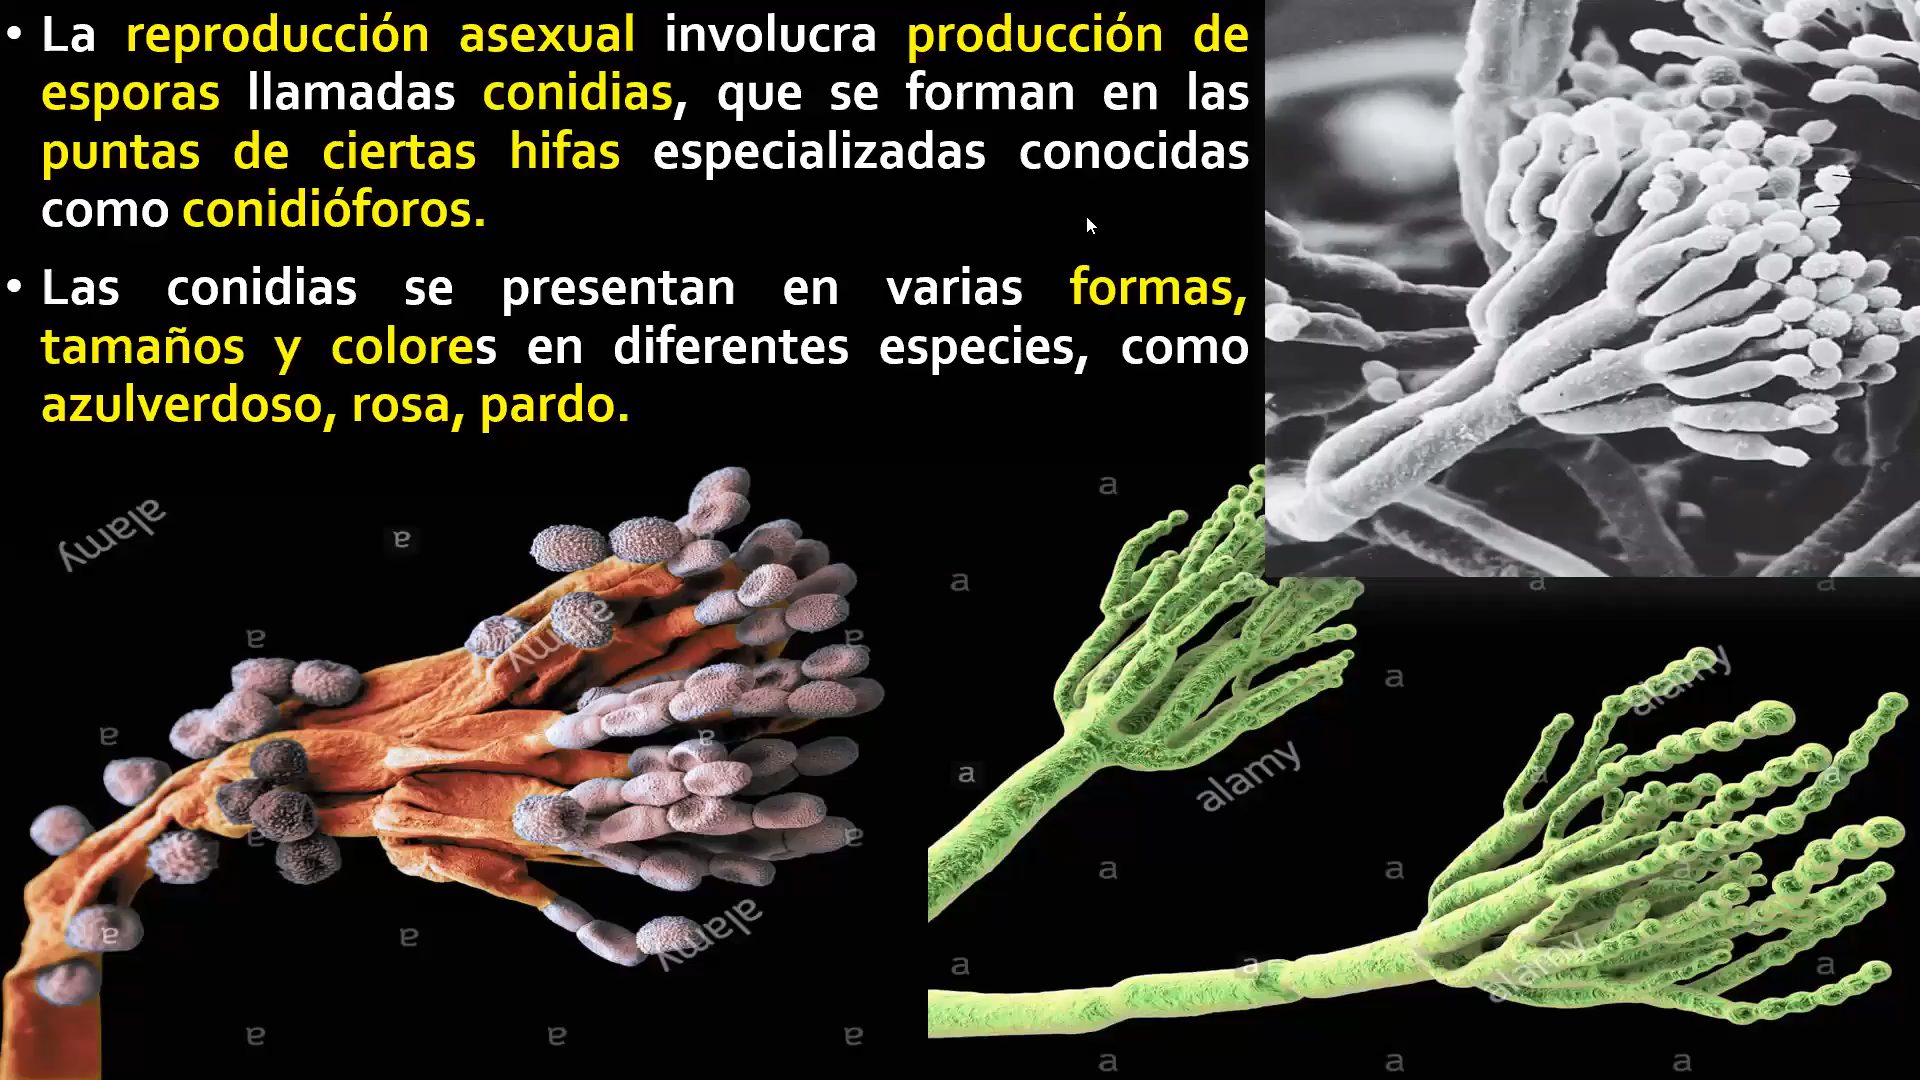 • La reproducción asexual involucra producción de
esporas llamadas conidias, que se forman en las
puntas de ciertas hifas especializadas conocidas
como conidióforos.
• Las conidias se presentan en varias formas,
tamaños y colores en diferentes especies, como
azulverdoso, rosa, pardo.
alamy
a
a
a
alamy
a
alamy
a
a
a
a
a
a
alamy
a
a
alamy
a
a
a
a
a
alamy
a
a
alamy
a
a
a
a
a
a
a
a
a